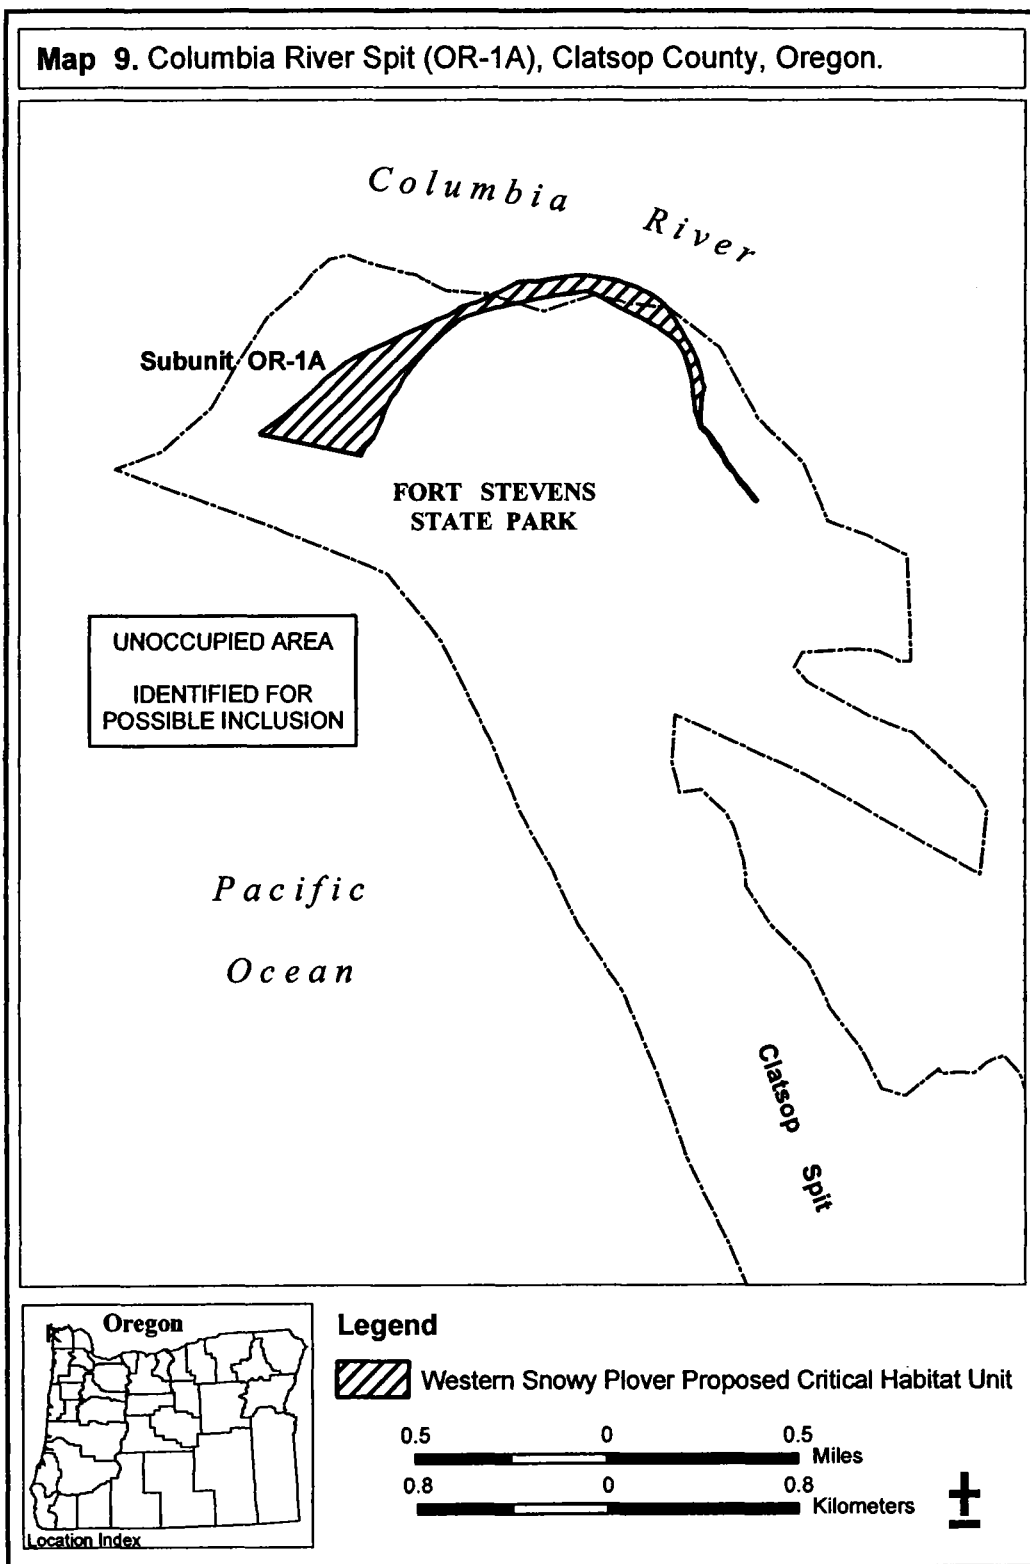 Map 9. Columbia River Spit (OR-1A), Clatsop County, Oregon.
Columbia River
Subunit OR-1A
FORT STEVENS
STATE PARK
UNOCCUPIED AREA
IDENTIFIED FOR
POSSIBLE INCLUSION
Pacific
Ocean
Clatsop Spit
Oregon
Location Index
Legend
Western Snowy Plover Proposed Critical Habitat Unit
0.5 0 0.5
Miles
0.8 0 0.8
Kilometers